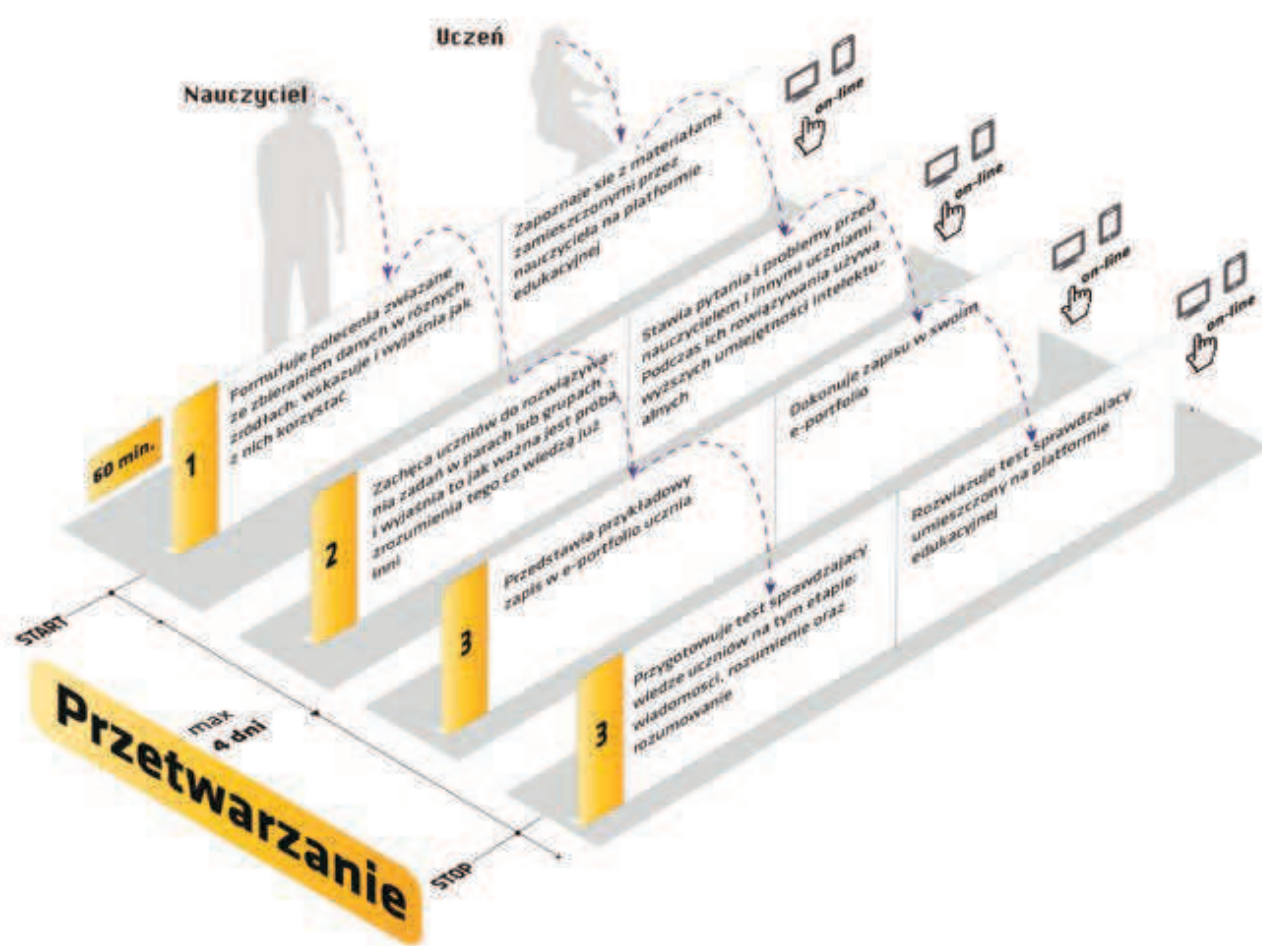 Uczeń
Nauczyciel
on-line
on-line
on-line
on-line
60 min.
1
Formułuje polecenia związane
ze zbieraniem danych w różnych
źródłach, wskazuje i wyjaśnia jak
z nich korzystać
Zapoznaje się z materiałami
zamieszczonymi przez
nauczyciela na platformie
edukacyjnej
2
Zachęca uczniów do rozwiązywa-
nia zadań w parach lub grupach
i wyjaśnia to jak ważna jest próba
zrozumienia tego co wiedzą już
inni
Stawia pytania i problemy przed
nauczycielem i innymi uczniami.
Podczas ich rowiązywania używa
wyższych umiejętności intelektu-
alnych
3
Przedstawia przykładowy
zapis w e-portfolio ucznia
Dokonuje zapisu w swoim
e-portfolio
3
Przygotowuje test sprawdzający
wiedze uczniów na tym etapie:
wiadomości, rozumienie oraz
rozumowanie
Rozwiązuje test sprawdzający
umieszczony na platformie
edukacyjnej
START
max
4 dni
STOP
Przetwarzanie